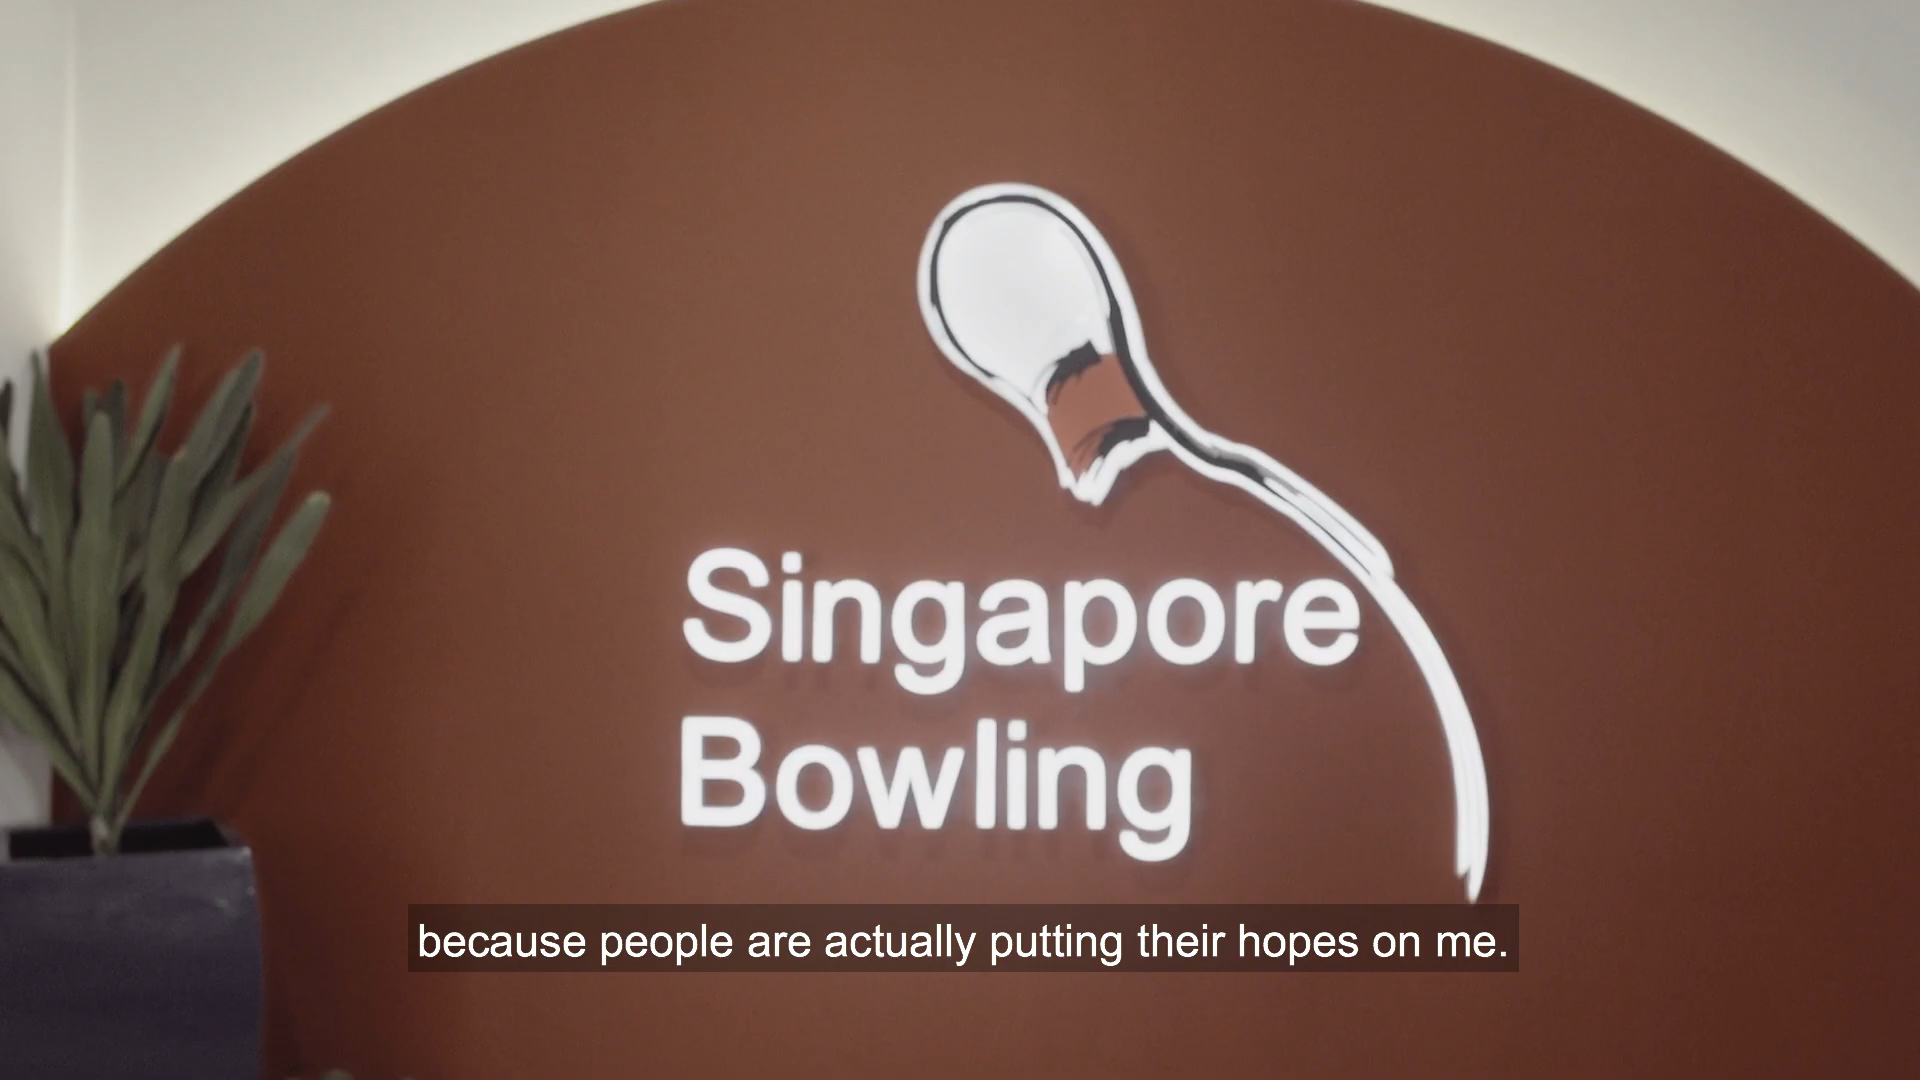 Singapore
Bowling
because people are actually putting their hopes on me.